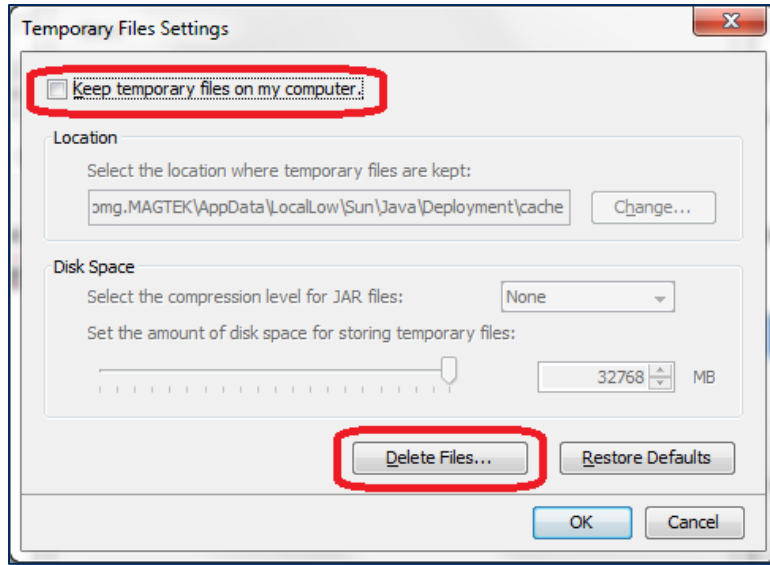 Temporary Files Settings
Keep temporary files on my computer.
Location
Select the location where temporary files are kept:
omg.MAGTEK\AppData\LocalLow\Sun\Java\Deployment\cache
Change...
Disk Space
Select the compression level for JAR files:
None
Set the amount of disk space for storing temporary files:
32768 MB
Delete Files...
Restore Defaults
OK
Cancel